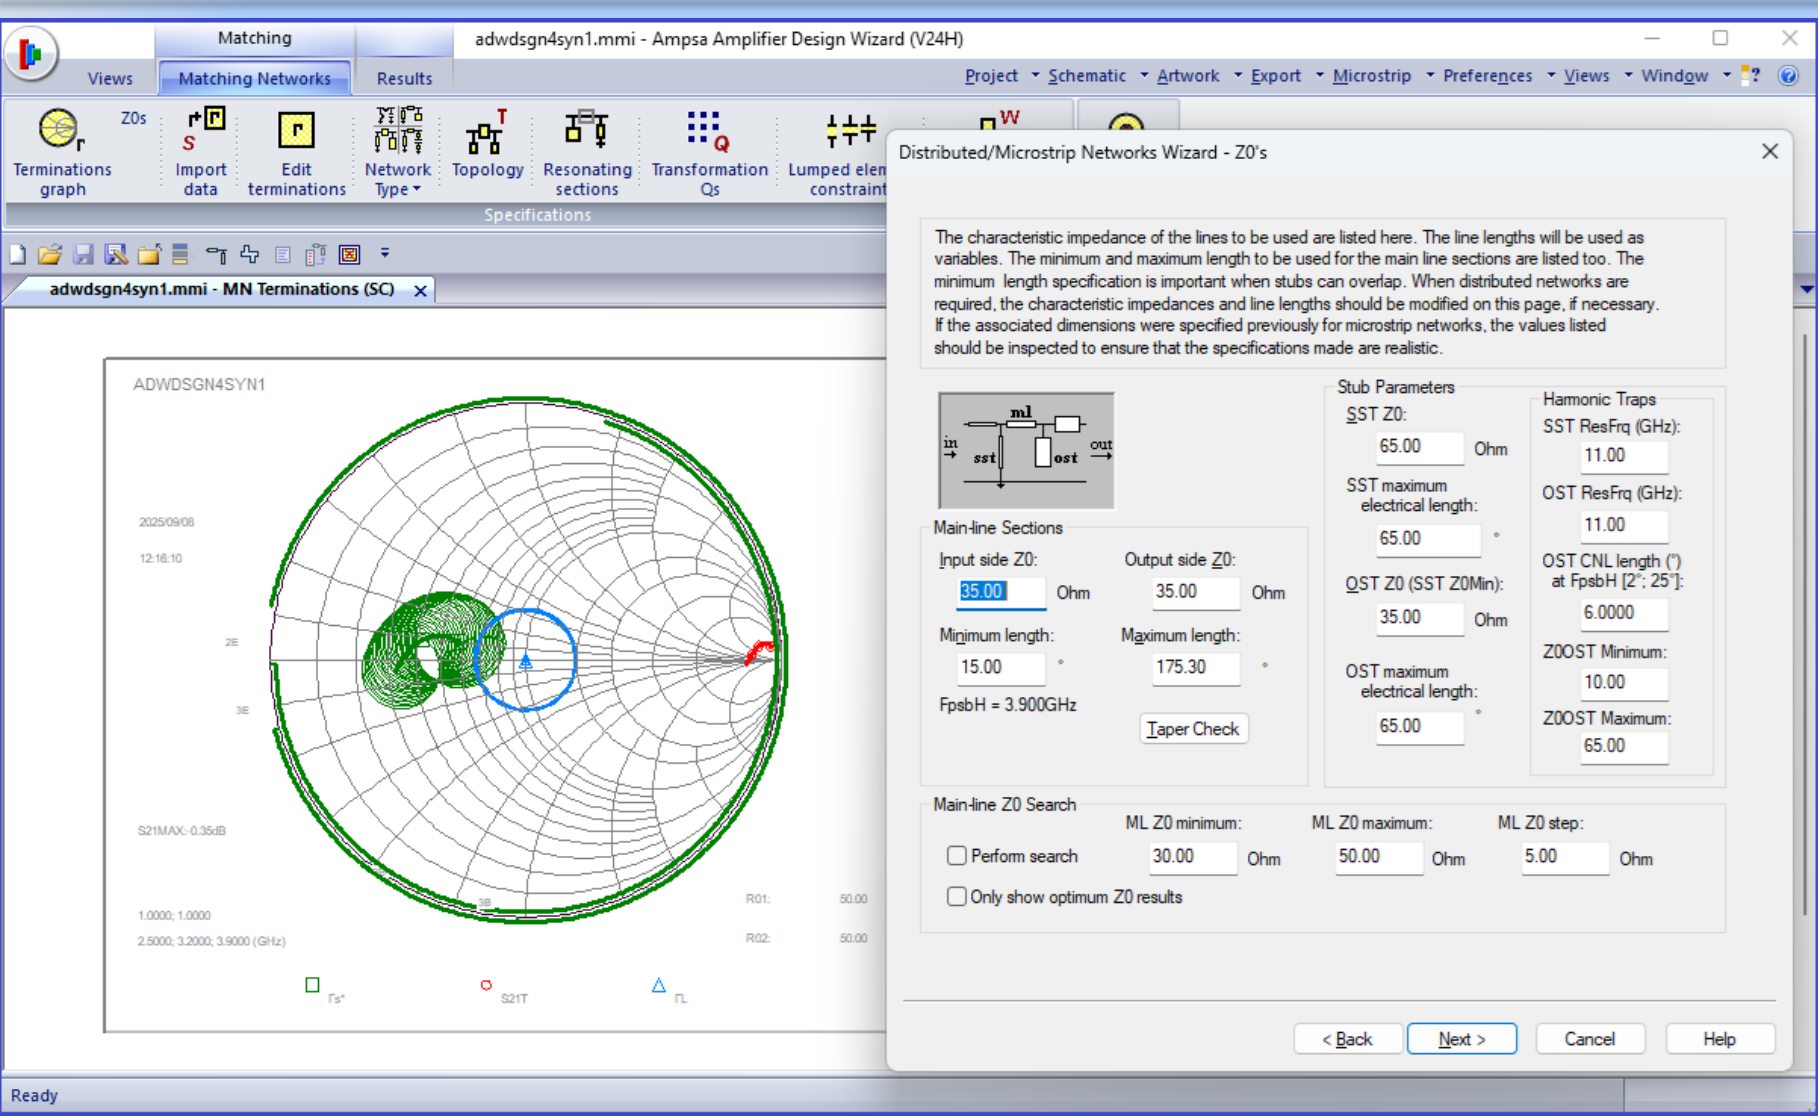 Matching
adwdsgn4syn1.mmi - Ampsa Amplifier Design Wizard (V24H)
Views
Matching Networks
Results
Project
Schematic
Artwork
Export
Microstrip
Preferences
Views
Window
Terminations graph
Z0s
Import data
Edit terminations
Network Type
Topology
Resonating sections
Transformation Qs
Lumped elem
constraint
Specifications
adwdsgn4syn1.mmi - MN Terminations (SC)
ADWDSGN4SYN1
2025/09/08
12:16:10
2E
3E
3B
S21MAX:-0.35dB
1.0000; 1.0000
2.5000; 3.2000; 3.9000 (GHz)
R01: 50.00
R02: 50.00
Γs*
S21T
ΓL
Distributed/Microstrip Networks Wizard - Z0's
The characteristic impedance of the lines to be used are listed here. The line lengths will be used as
variables. The minimum and maximum length to be used for the main line sections are listed too. The
minimum length specification is important when stubs can overlap. When distributed networks are
required, the characteristic impedances and line lengths should be modified on this page, if necessary.
If the associated dimensions were specified previously for microstrip networks, the values listed
should be inspected to ensure that the specifications made are realistic.
in
ml
sst
ost
out
Main-line Sections
Input side Z0:
35.00 Ohm
Output side Z0:
35.00 Ohm
Minimum length:
15.00 °
Maximum length:
175.30 °
FpsbH = 3.900GHz
Taper Check
Stub Parameters
SST Z0:
65.00 Ohm
SST maximum
electrical length:
65.00 °
OST Z0 (SST Z0Min):
35.00 Ohm
OST maximum
electrical length:
65.00 °
Harmonic Traps
SST ResFrq (GHz):
11.00
OST ResFrq (GHz):
11.00
OST CNL length (°)
at FpsbH [2°; 25°]:
6.0000
Z0OST Minimum:
10.00
Z0OST Maximum:
65.00
Main-line Z0 Search
Perform search
Only show optimum Z0 results
ML Z0 minimum:
30.00 Ohm
ML Z0 maximum:
50.00 Ohm
ML Z0 step:
5.00 Ohm
< Back
Next >
Cancel
Help
Ready